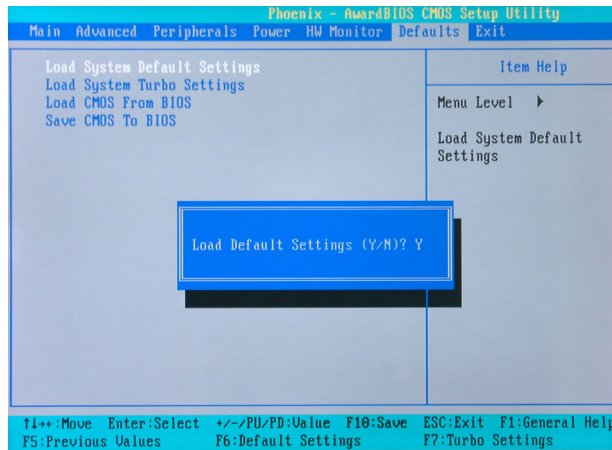 Phoenix - AwardBIOS CMOS Setup Utility
Main Advanced Peripherals Power HW Monitor Defaults Exit
Load System Default Settings
Load System Turbo Settings
Load CMOS From BIOS
Save CMOS To BIOS
Item Help
Menu Level ▶
Load System Default
Settings
Load Default Settings (Y/N)? Y
↑↓→←:Move Enter:Select +/-/PU/PD:Value F10:Save ESC:Exit F1:General Help
F5:Previous Values F6:Default Settings F7:Turbo Settings